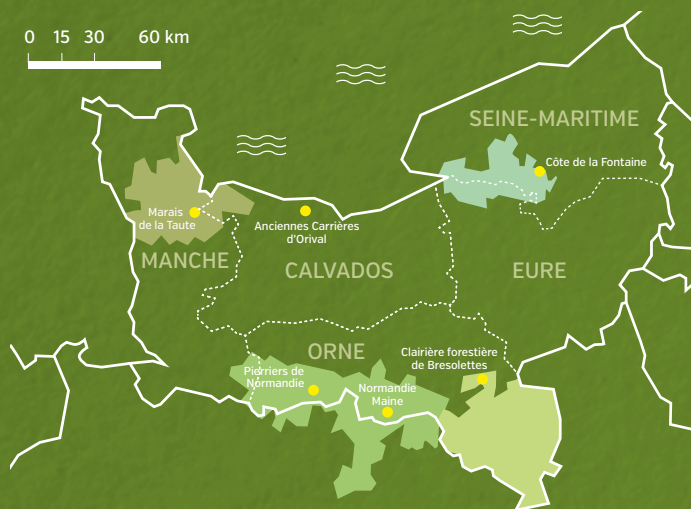 0 15 30 60 km
SEINE-MARITIME
Côte de la Fontaine
Marais
de la Taute
Anciennes Carrières
d'Orival
MANCHE
CALVADOS
EURE
ORNE
Clairière forestière
de Bresolettes
Pierriers de
Normandie
Normandie
Maine